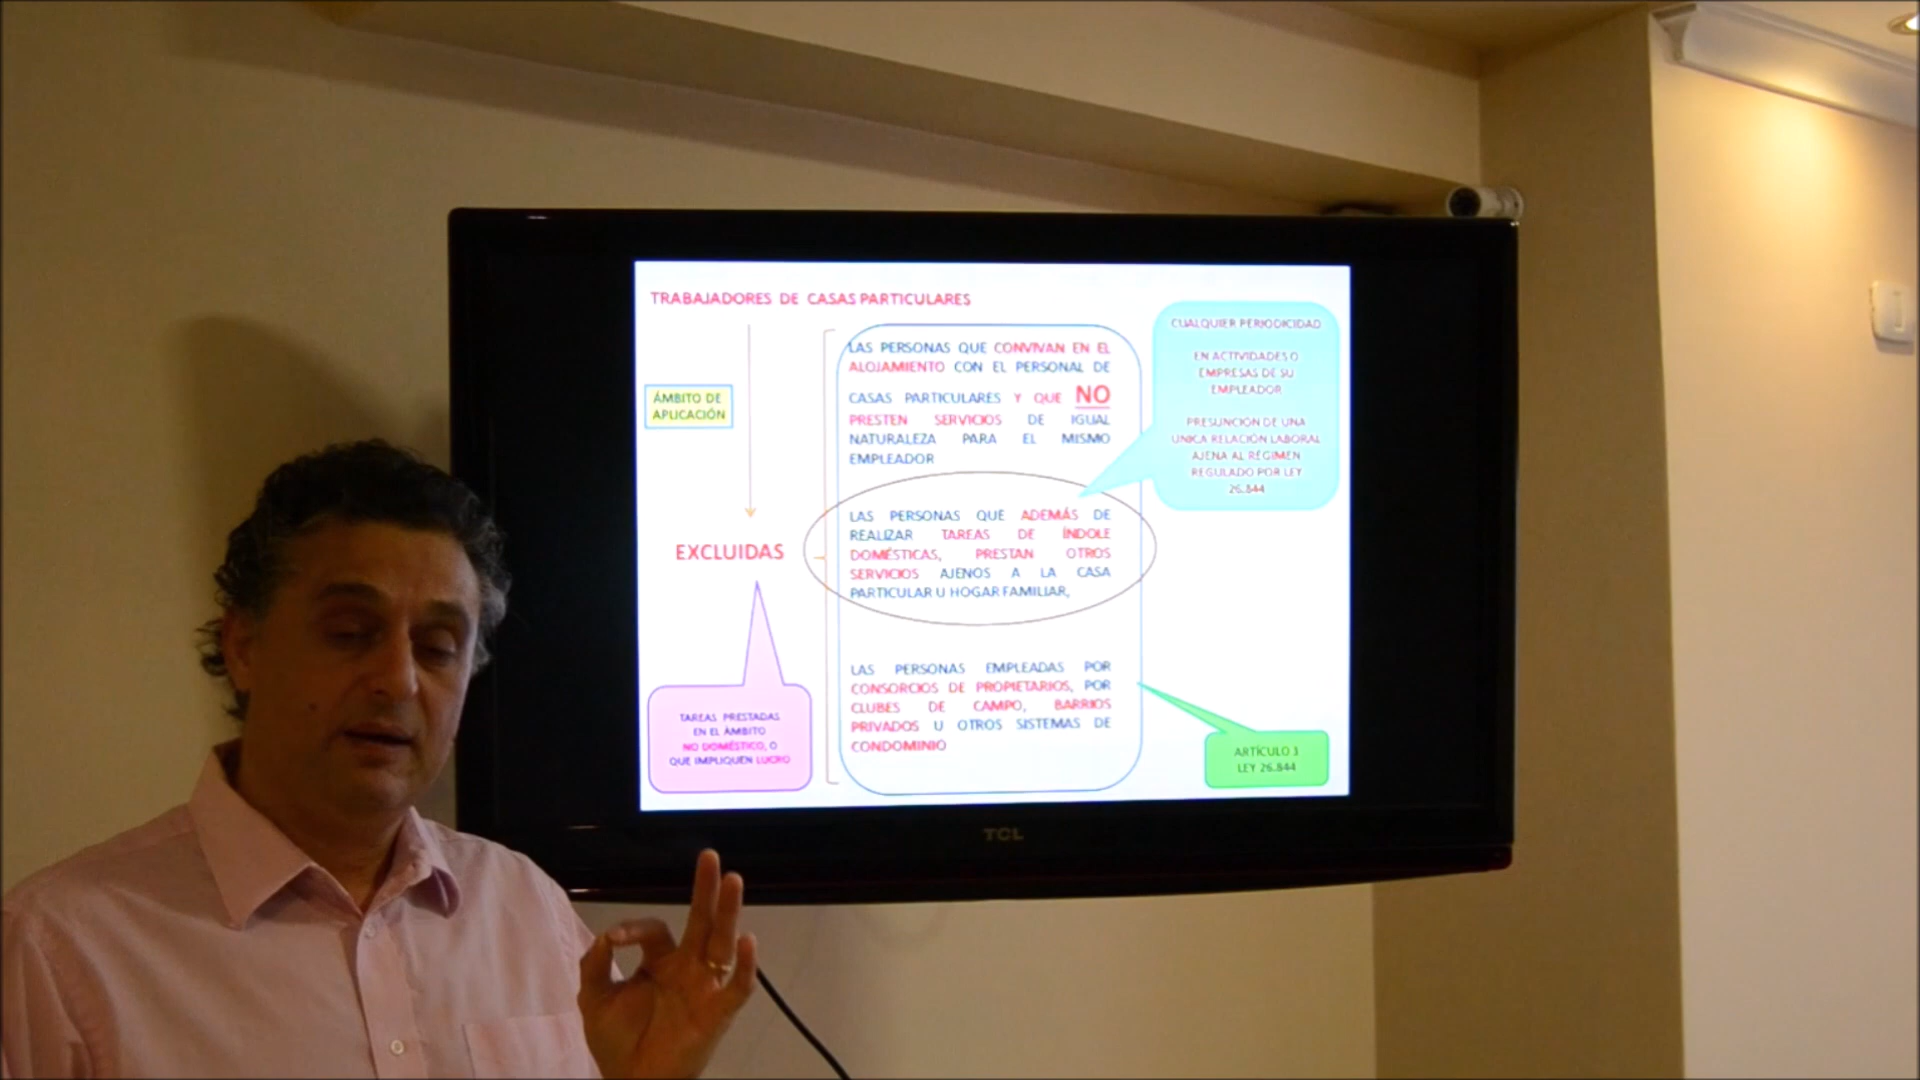 TRABAJADORES DE CASAS PARTICULARES
ÁMBITO DE
APLICACIÓN
EXCLUIDAS
TAREAS PRESTADAS
EN EL ÁMBITO
NO DOMÉSTICO, O
QUE IMPLIQUEN LUCRO
LAS PERSONAS QUE CONVIVAN EN EL
ALOJAMIENTO CON EL PERSONAL DE
CASAS PARTICULARES Y QUE NO
PRESTEN SERVICIOS DE IGUAL
NATURALEZA PARA EL MISMO
EMPLEADOR
LAS PERSONAS QUE ADEMÁS DE
REALIZAR TAREAS DE ÍNDOLE
DOMÉSTICAS, PRESTAN OTROS
SERVICIOS AJENOS A LA CASA
PARTICULAR U HOGAR FAMILIAR,
LAS PERSONAS EMPLEADAS POR
CONSORCIOS DE PROPIETARIOS, POR
CLUBES DE CAMPO, BARRIOS
PRIVADOS U OTROS SISTEMAS DE
CONDOMINIO
CUALQUIER PERIODICIDAD
EN ACTIVIDADES O
EMPRESAS DE SU
EMPLEADOR
PRESUNCIÓN DE UNA
UNICA RELACIÓN LABORAL
AJENA AL RÉGIMEN
REGULADO POR LEY
26.844
ARTÍCULO 3
LEY 26.844
TCL